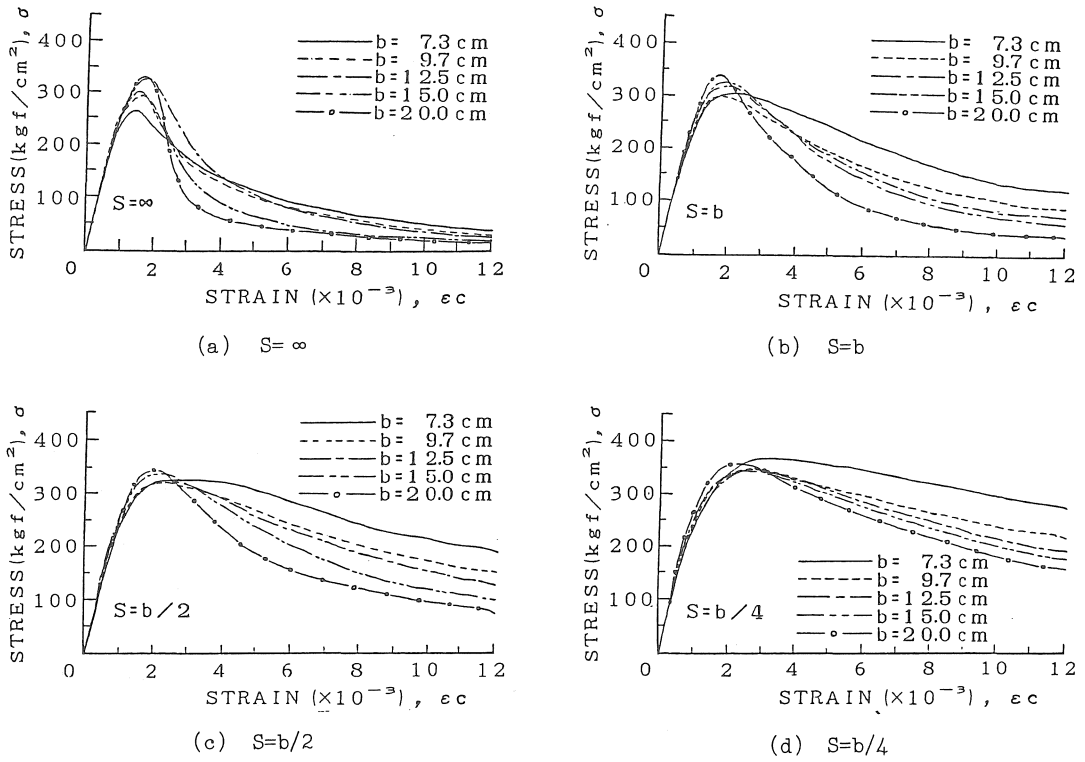 STRESS(kgf/cm²), σ
400
300
200
100
0 2 4 6 8 10 12
b= 7.3 cm
b= 9.7 cm
b=12.5 cm
b=15.0 cm
b=20.0 cm
S=∞
STRAIN (×10⁻³), εc
(a) S=∞
STRESS(kgf/cm²), σ
400
300
200
100
0 2 4 6 8 10 12
b= 7.3 cm
b= 9.7 cm
b=12.5 cm
b=15.0 cm
b=20.0 cm
S=b
STRAIN (×10⁻³), εc
(b) S=b
STRESS(kgf/cm²), σ
400
300
200
100
0 2 4 6 8 10 12
b= 7.3 cm
b= 9.7 cm
b=12.5 cm
b=15.0 cm
b=20.0 cm
S=b/2
STRAIN (×10⁻³), εc
(c) S=b/2
STRESS(kgf/cm²), σ
400
300
200
100
0 2 4 6 8 10 12
b= 7.3 cm
b= 9.7 cm
b=12.5 cm
b=15.0 cm
b=20.0 cm
S=b/4
STRAIN (×10⁻³), εc
(d) S=b/4